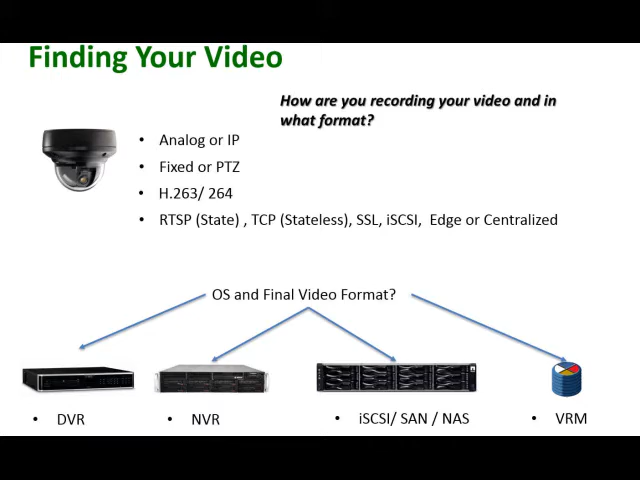 Finding Your Video
How are you recording your video and in
what format?
• Analog or IP
• Fixed or PTZ
• H.263/ 264
• RTSP (State) , TCP (Stateless), SSL, iSCSI,  Edge or Centralized
OS and Final Video Format?
• DVR
• NVR
• iSCSI/ SAN / NAS
• VRM